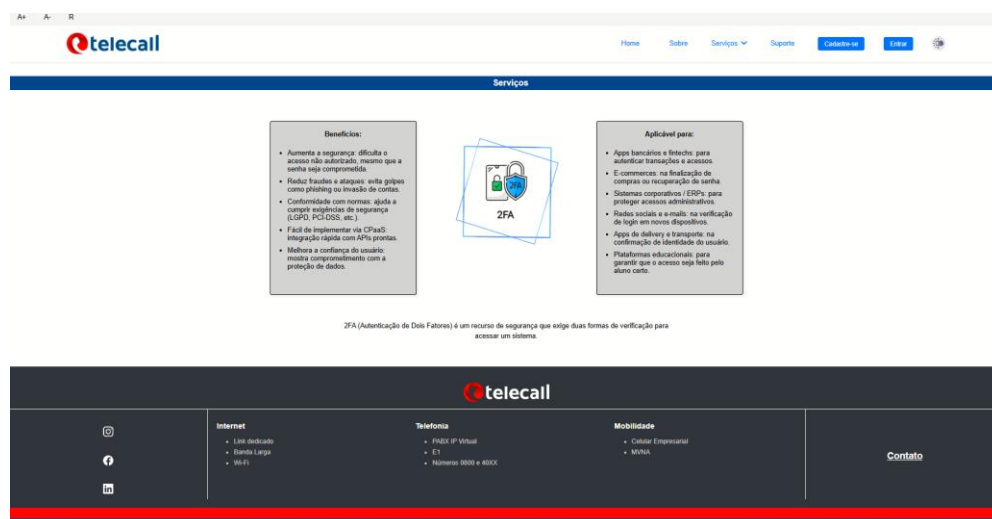 A+ A- R
telecall
Home Sobre Serviços Suporte Cadastre-se Entrar
Serviços
Benefícios:
Aumenta a segurança: dificulta o
acesso não autorizado, mesmo que a
senha seja comprometida.
Reduz fraudes e ataques: evita golpes
como phishing ou invasão de contas.
Conformidade com normas: ajuda a
cumprir exigências de segurança
(LGPD, PCI-DSS, etc.).
Fácil de implementar via CPaaS:
integração rápida com APIs prontas.
Melhora a confiança do usuário:
mostra comprometimento com a
proteção de dados.
2FA
2FA
Aplicável para:
Apps bancários e fintechs: para
autenticar transações e acessos.
E-commerces: na finalização de
compras ou recuperação de senha.
Sistemas corporativos / ERPs: para
proteger acessos administrativos.
Redes sociais e e-mails: na verificação
de login em novos dispositivos.
Apps de delivery e transporte: na
confirmação de identidade do usuário.
Plataformas educacionais: para
garantir que o acesso seja feito pelo
aluno certo.
2FA (Autenticação de Dois Fatores) é um recurso de segurança que exige duas formas de verificação para
acessar um sistema.
telecall
Internet
Link dedicado
Banda Larga
Wi-Fi
Telefonia
PABX IP Virtual
E1
Números 0800 e 40XX
Mobilidade
Celular Empresarial
MVNA
Contato